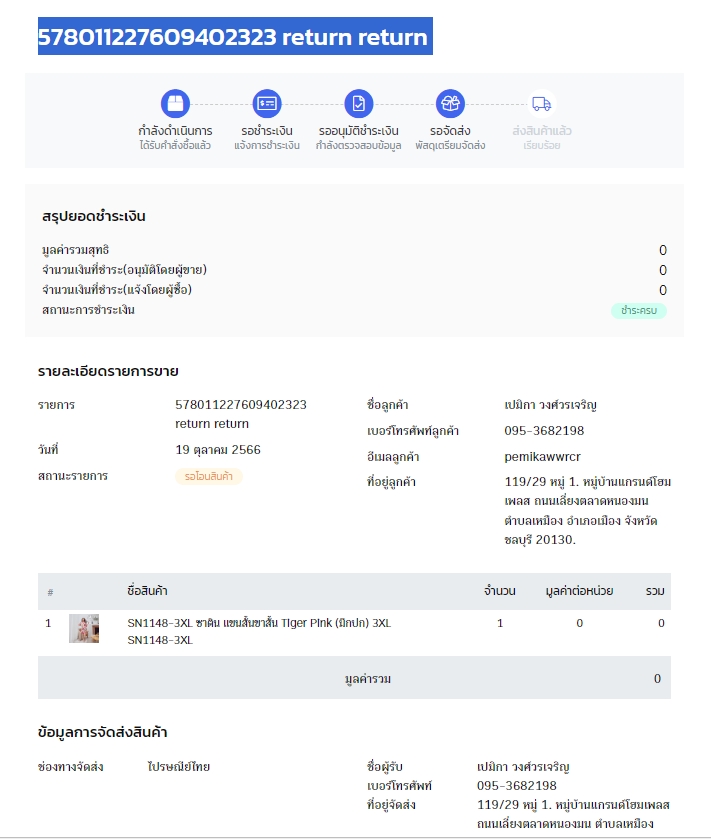 578011227609402323 return return
กำลังดำเนินการ รอชำระเงิน รออนุมัติชำระเงิน รอจัดส่ง ส่งสินค้าแล้ว
ได้รับคำสั่งซื้อแล้ว แจ้งการชำระเงิน กำลังตรวจสอบข้อมูล พัสดุเตรียมจัดส่ง เรียบร้อย
สรุปยอดชำระเงิน
มูลค่ารวมสุทธิ 0
จำนวนเงินที่ชำระ(อนุมัติโดยผู้ขาย) 0
จำนวนเงินที่ชำระ(แจ้งโดยผู้ซื้อ) 0
สถานะการชำระเงิน ชำระครบ
รายละเอียดรายการขาย
รายการ 578011227609402323
return return
วันที่ 19 ตุลาคม 2566
สถานะรายการ รอโอนสินค้า
ชื่อลูกค้า เปมิกา วงศ์วรเจริญ
เบอร์โทรศัพท์ลูกค้า 095-3682198
อีเมลลูกค้า pemikawwrcr
ที่อยู่ลูกค้า 119/29 หมู่ 1. หมู่บ้านแกรนด์โฮม
เพลส ถนนเลี่ยงตลาดหนองมน
ตำบลเหมือง อำเภอเมือง จังหวัด
ชลบุรี 20130.
# ชื่อสินค้า จำนวน มูลค่าต่อหน่วย รวม
1 SN1148-3XL ซาติน แขนสั้นขาสั้น Tiger Pink (มีกปก) 3XL 1 0 0
SN1148-3XL
มูลค่ารวม 0
ข้อมูลการจัดส่งสินค้า
ช่องทางจัดส่ง ไปรษณีย์ไทย
ชื่อผู้รับ เปมิกา วงศ์วรเจริญ
เบอร์โทรศัพท์ 095-3682198
ที่อยู่จัดส่ง 119/29 หมู่ 1. หมู่บ้านแกรนด์โฮมเพลส
ถนนเลี่ยงตลาดหนองมน ตำบลเหมือง